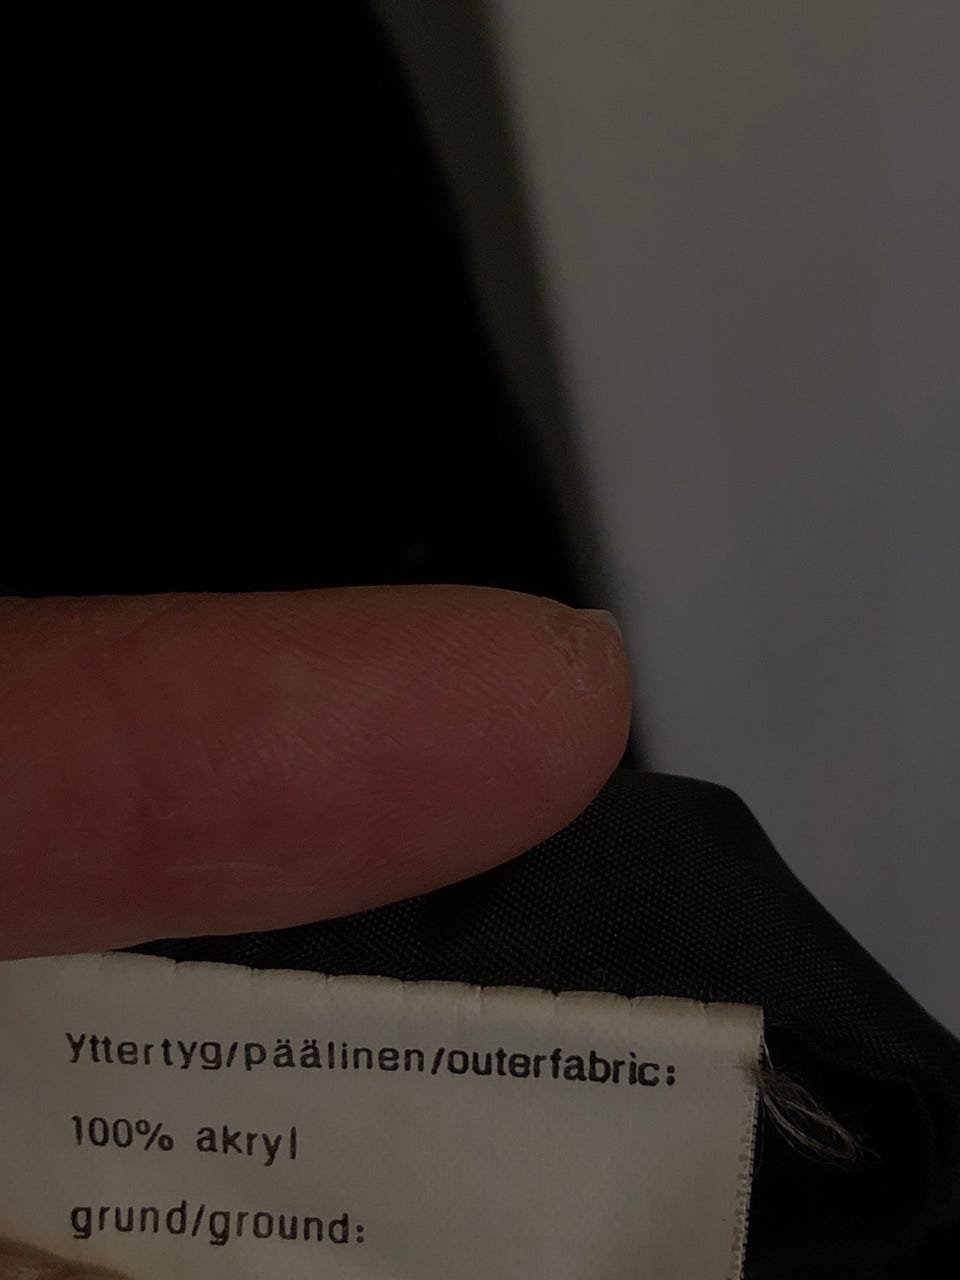 Yttertyg/päälinen/outerfabric:
100% akryl
grund/ground: